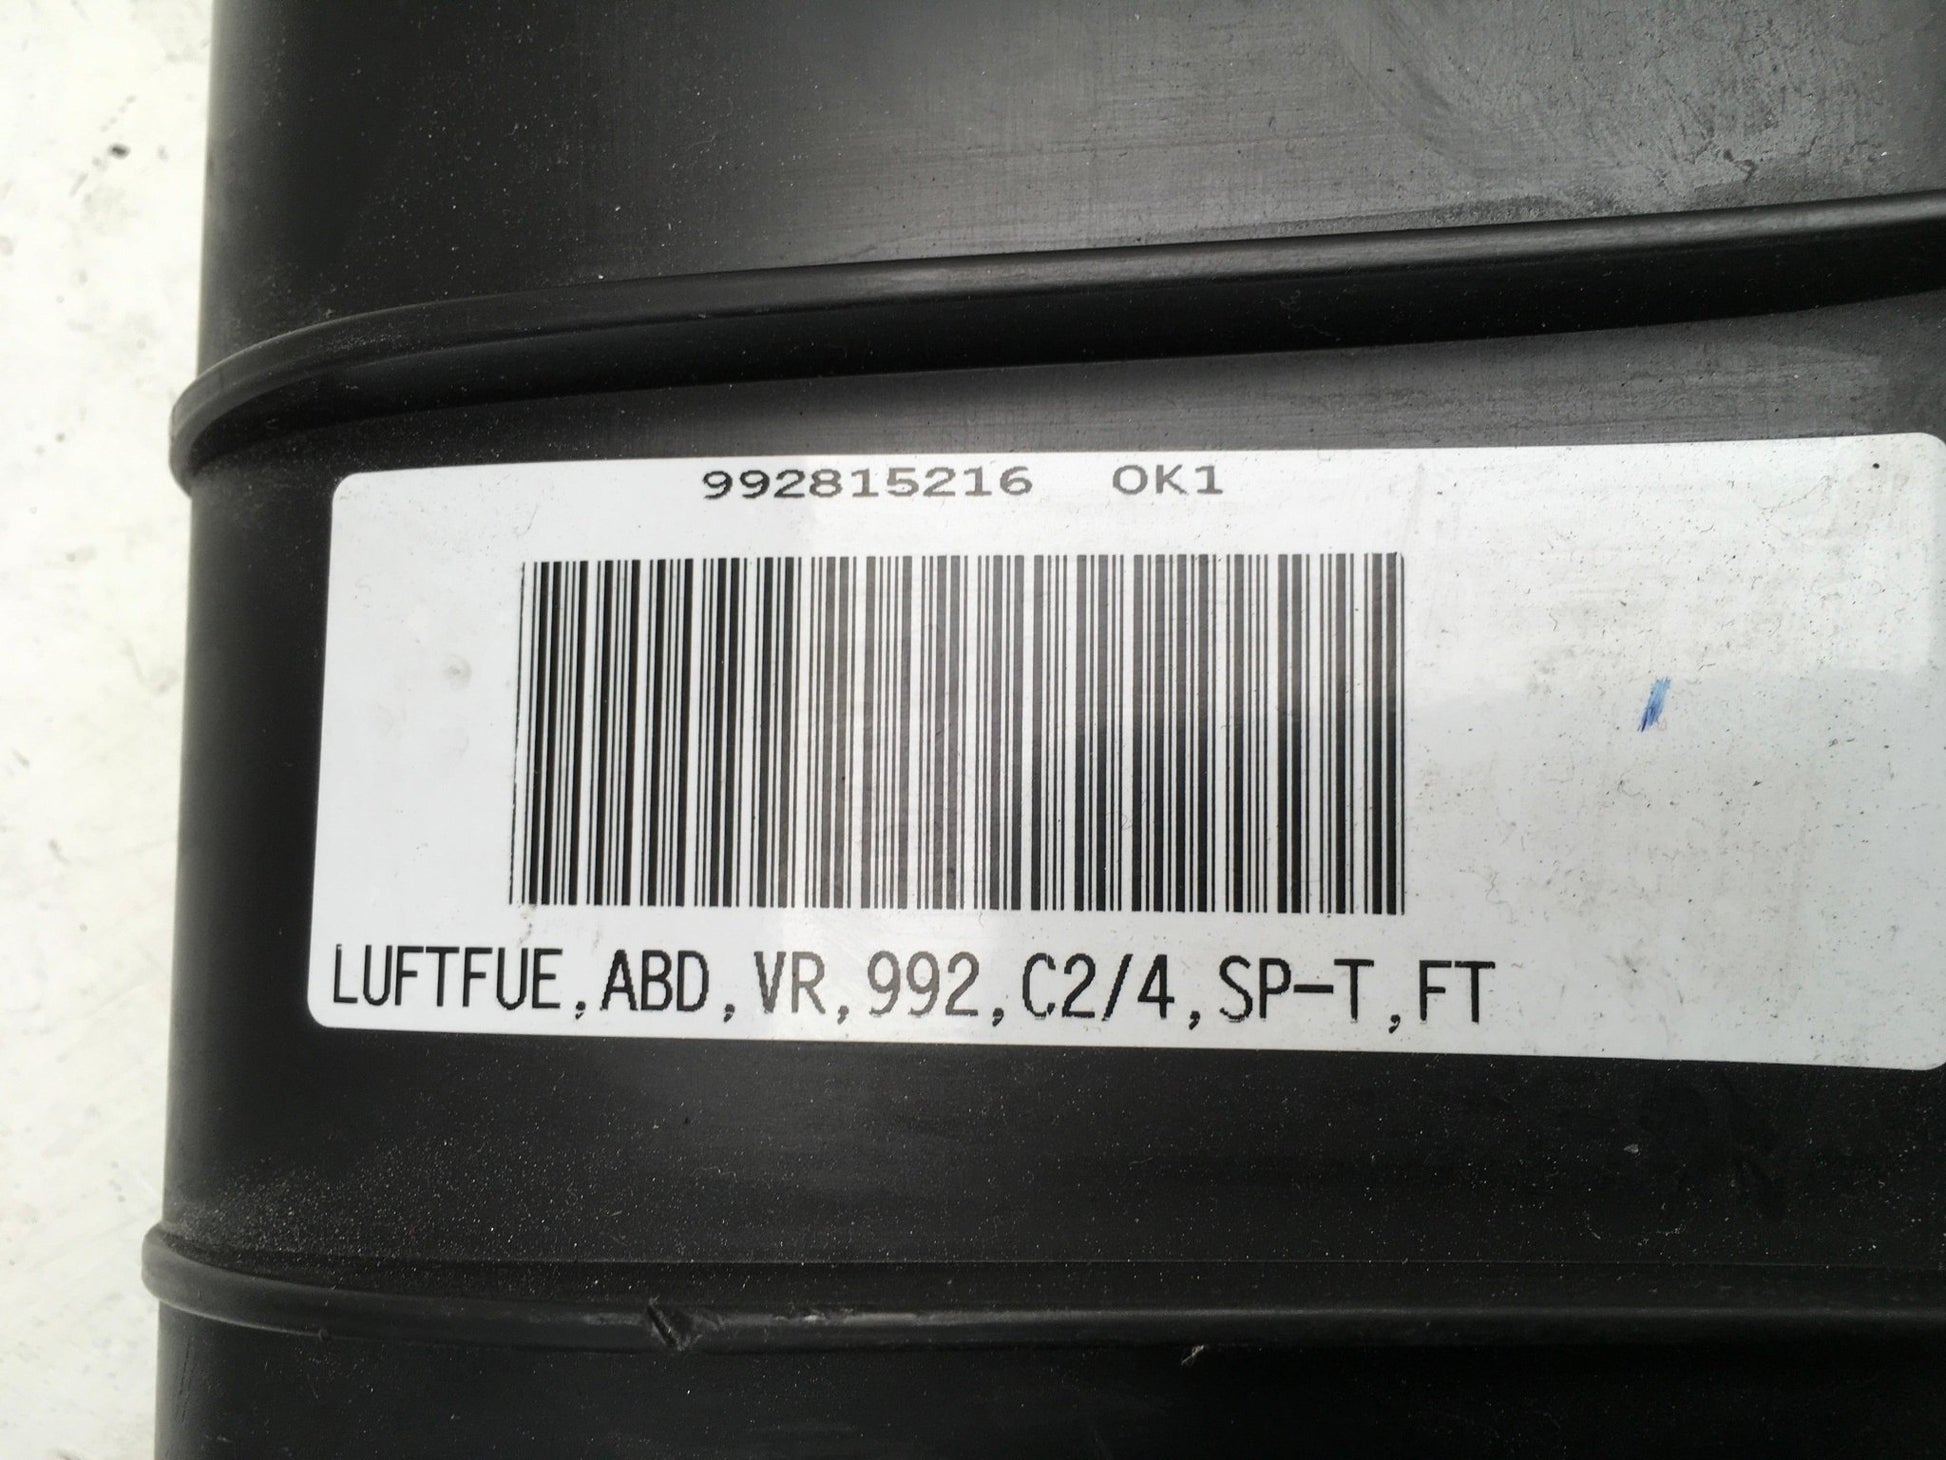 992815216 OK1
LUFTFUE,ABD,VR,992,C2/4,SP-T,FT